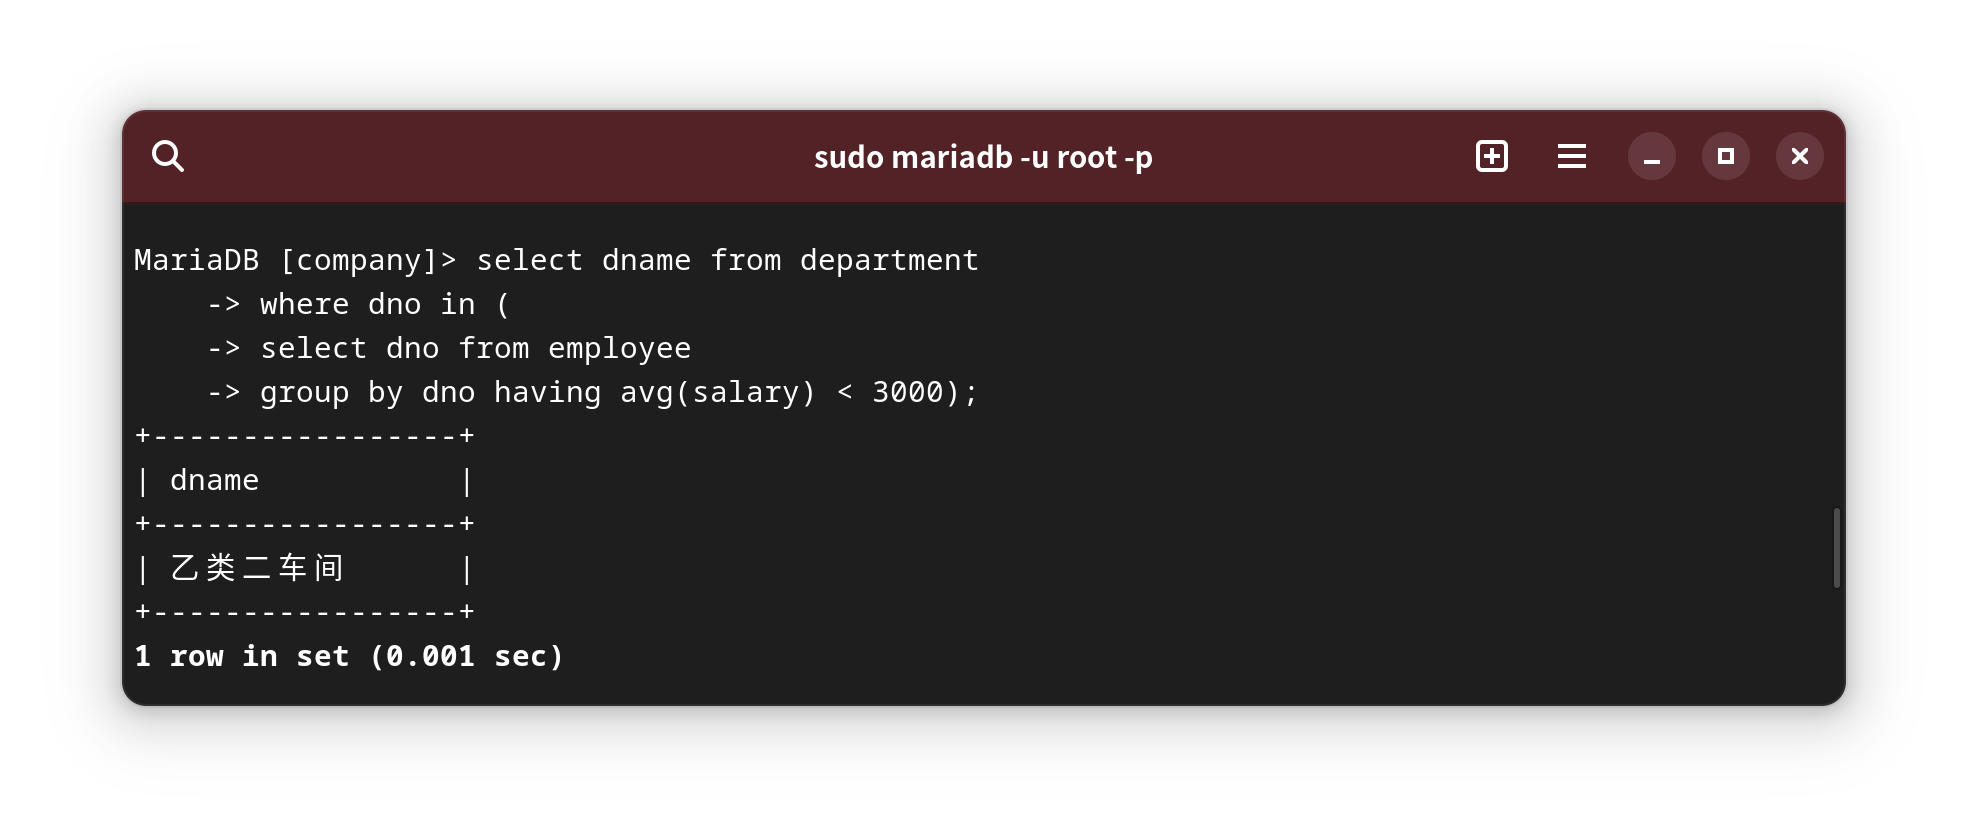 sudo mariadb -u root -p
MariaDB [company]> select dname from department
    -> where dno in (
    -> select dno from employee
    -> group by dno having avg(salary) < 3000);
+-----------------+
| dname           |
+-----------------+
| 乙类二车间      |
+-----------------+
1 row in set (0.001 sec)